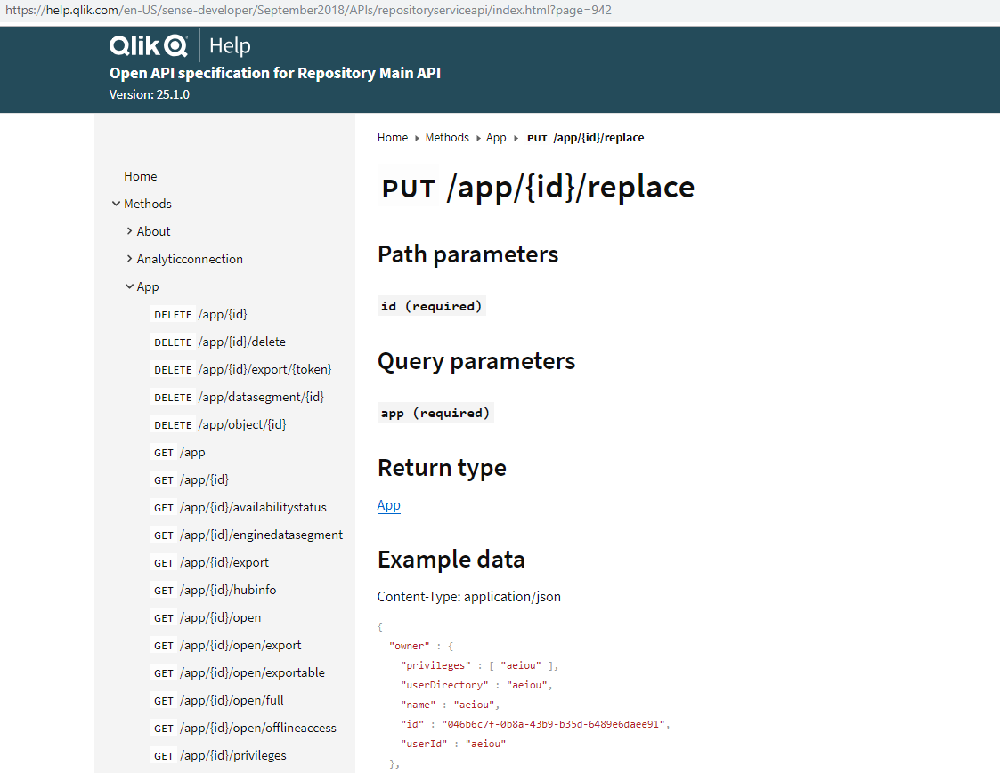 https://help.qlik.com/en-US/sense-developer/September2018/APIs/repositoryserviceapi/index.html?page=942
Qlik Help
Open API specification for Repository Main API
Version: 25.1.0
Home
Methods
About
Analyticconnection
App
DELETE /app/{id}
DELETE /app/{id}/delete
DELETE /app/{id}/export/{token}
DELETE /app/datasegment/{id}
DELETE /app/object/{id}
GET /app
GET /app/{id}
GET /app/{id}/availabilitystatus
GET /app/{id}/enginedatasegment
GET /app/{id}/export
GET /app/{id}/hubinfo
GET /app/{id}/open
GET /app/{id}/open/export
GET /app/{id}/open/exportable
GET /app/{id}/open/full
GET /app/{id}/open/offlineaccess
GET /app/{id}/privileges
Home Methods App PUT /app/{id}/replace
PUT /app/{id}/replace
Path parameters
id (required)
Query parameters
app (required)
Return type
App
Example data
Content-Type: application/json
{
"owner" : {
"privileges" : [ "aeiou" ],
"userDirectory" : "aeiou",
"name" : "aeiou",
"id" : "046b6c7f-0b8a-43b9-b35d-6489e6daee91",
"userId" : "aeiou"
},